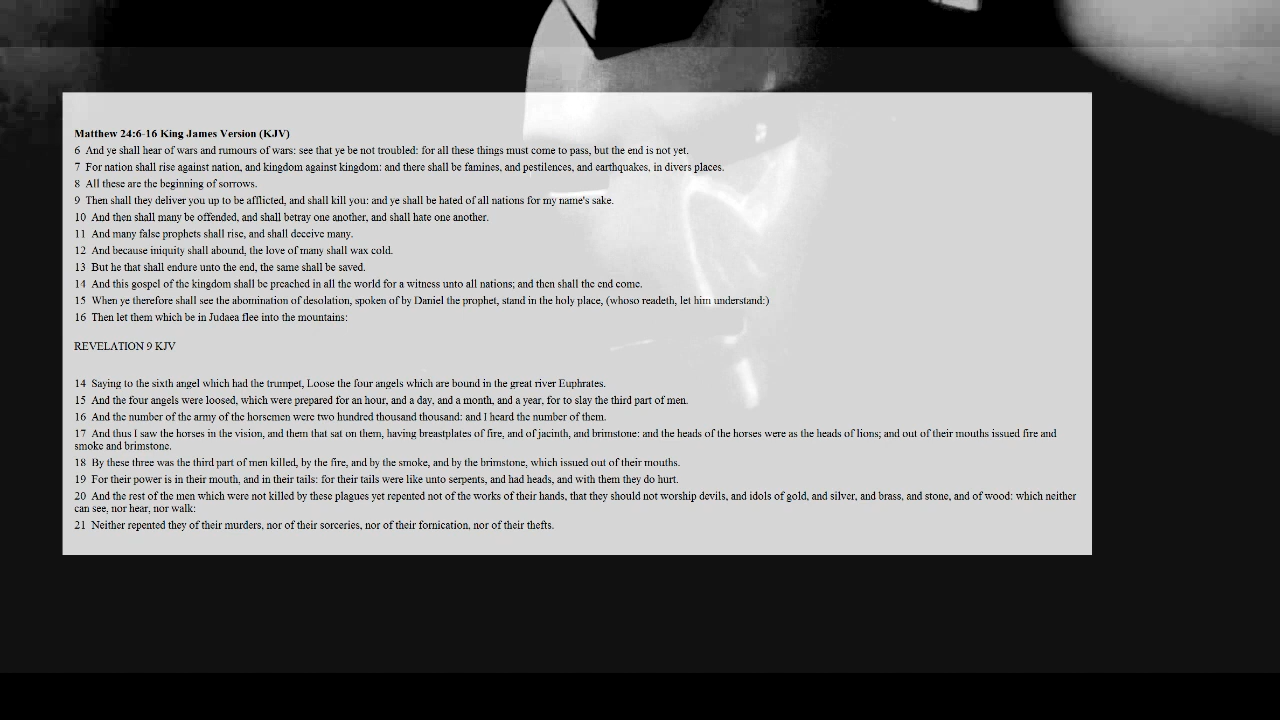 Matthew 24:6-16 King James Version (KJV)
6 And ye shall hear of wars and rumours of wars: see that ye be not troubled: for all these things must come to pass, but the end is not yet.
7 For nation shall rise against nation, and kingdom against kingdom: and there shall be famines, and pestilences, and earthquakes, in divers places.
8 All these are the beginning of sorrows.
9 Then shall they deliver you up to be afflicted, and shall kill you: and ye shall be hated of all nations for my name's sake.
10 And then shall many be offended, and shall betray one another, and shall hate one another.
11 And many false prophets shall rise, and shall deceive many.
12 And because iniquity shall abound, the love of many shall wax cold.
13 But he that shall endure unto the end, the same shall be saved.
14 And this gospel of the kingdom shall be preached in all the world for a witness unto all nations; and then shall the end come.
15 When ye therefore shall see the abomination of desolation, spoken of by Daniel the prophet, stand in the holy place, (whoso readeth, let him understand:)
16 Then let them which be in Judaea flee into the mountains:
REVELATION 9 KJV
14 Saying to the sixth angel which had the trumpet, Loose the four angels which are bound in the great river Euphrates.
15 And the four angels were loosed, which were prepared for an hour, and a day, and a month, and a year, for to slay the third part of men.
16 And the number of the army of the horsemen were two hundred thousand thousand: and I heard the number of them.
17 And thus I saw the horses in the vision, and them that sat on them, having breastplates of fire, and of jacinth, and brimstone: and the heads of the horses were as the heads of lions; and out of their mouths issued fire and
smoke and brimstone.
18 By these three was the third part of men killed, by the fire, and by the smoke, and by the brimstone, which issued out of their mouths.
19 For their power is in their mouth, and in their tails: for their tails were like unto serpents, and had heads, and with them they do hurt.
20 And the rest of the men which were not killed by these plagues yet repented not of the works of their hands, that they should not worship devils, and idols of gold, and silver, and brass, and stone, and of wood: which neither
can see, nor hear, nor walk:
21 Neither repented they of their murders, nor of their sorceries, nor of their fornication, nor of their thefts.